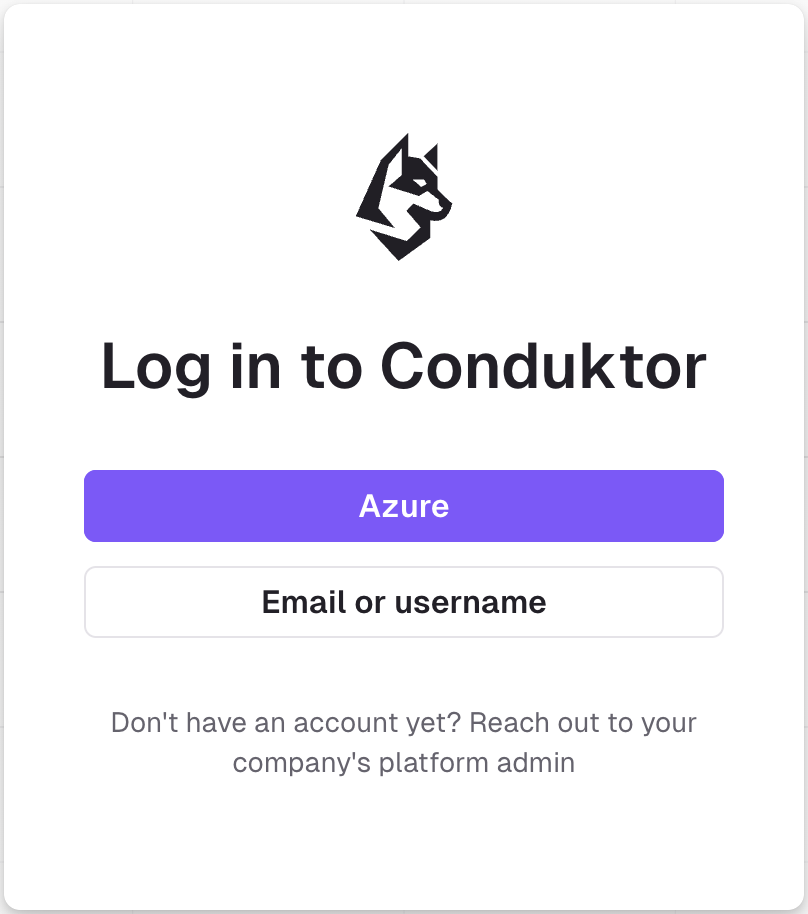 Log in to Conduktor
Azure
Email or username
Don't have an account yet? Reach out to your
company's platform admin